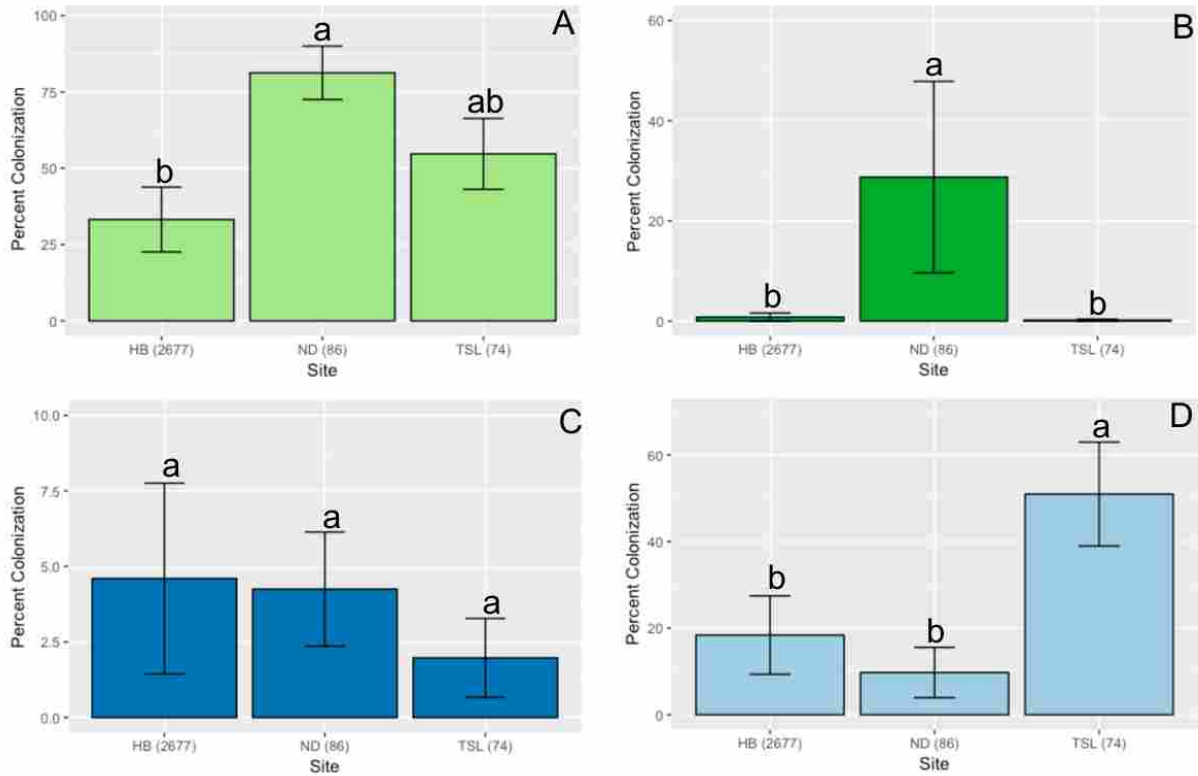 A
Percent Colonization
100
75
50
25
0
b
a
ab
HB (2677) ND (86) TSL (74)
Site
B
Percent Colonization
60
40
20
0
b
a
b
HB (2677) ND (86) TSL (74)
Site
C
Percent Colonization
10.0
7.5
5.0
2.5
0.0
a
a
a
HB (2677) ND (86) TSL (74)
Site
D
Percent Colonization
60
40
20
0
b
b
a
HB (2677) ND (86) TSL (74)
Site